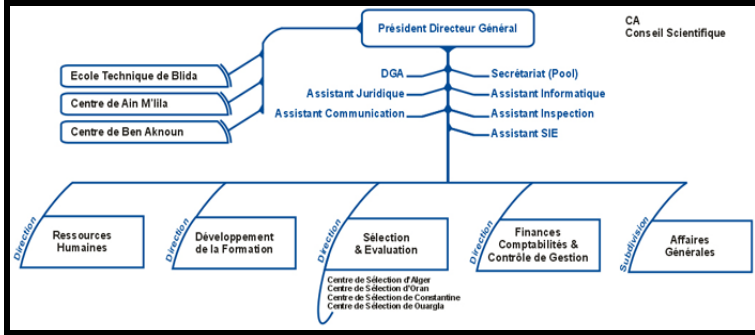 Président Directeur Général
CA
Conseil Scientifique
Ecole Technique de Blida
Centre de Ain M'lila
Centre de Ben Aknoun
DGA
Secrétariat (Pool)
Assistant Juridique
Assistant Informatique
Assistant Communication
Assistant Inspection
Assistant SIE
Direction
Ressources
Humaines
Direction
Développement
de la Formation
Direction
Sélection
& Evaluation
Centre de Sélection d'Alger
Centre de Sélection d'Oran
Centre de Sélection de Constantine
Centre de Sélection de Ouargla
Direction
Finances
Comptabilités &
Contrôle de Gestion
Subdivision
Affaires
Générales